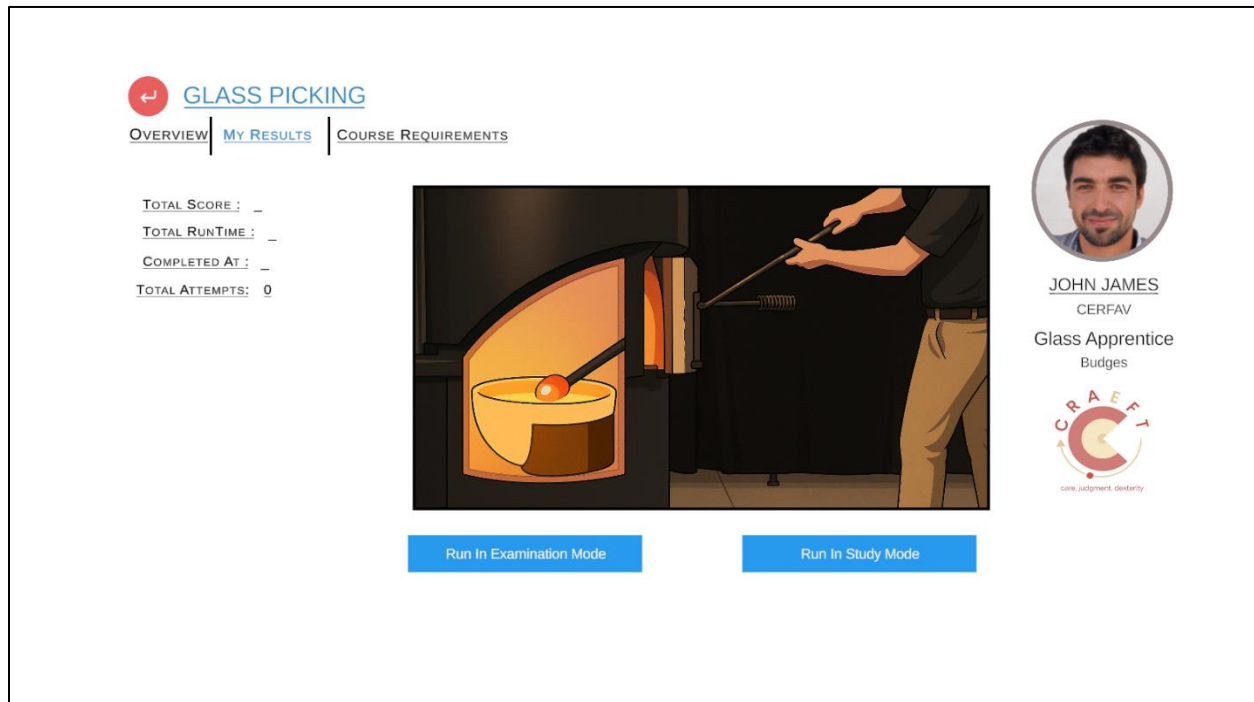 GLASS PICKING
OVERVIEW MY RESULTS COURSE REQUIREMENTS
TOTAL SCORE : _
TOTAL RUNTIME : _
COMPLETED AT : _
TOTAL ATTEMPTS: 0
Run In Examination Mode
Run In Study Mode
JOHN JAMES
CERFAV
Glass Apprentice
Budges
CRAEFT
care, judgment, dexterity